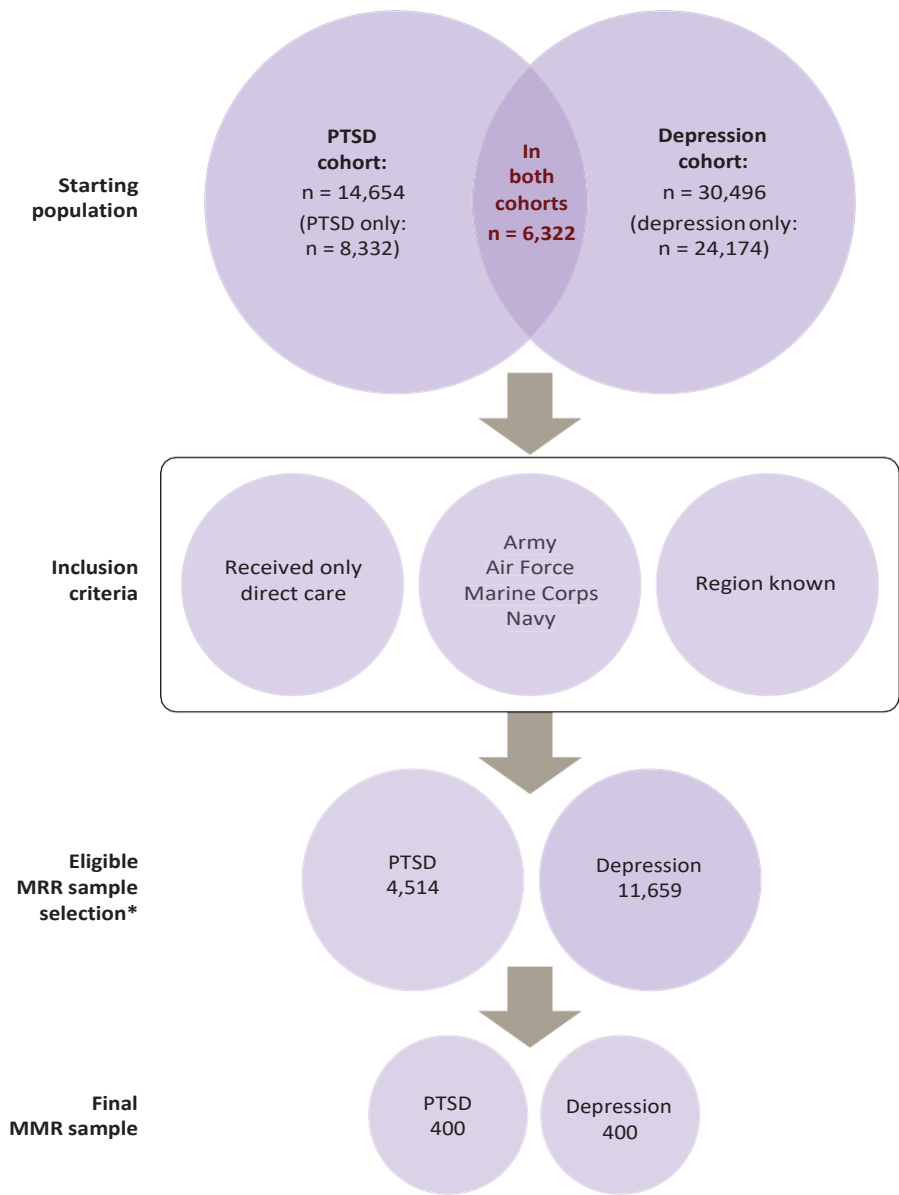 Starting
population
PTSD
cohort:
n = 14,654
(PTSD only:
n = 8,332)
In
both
cohorts
n = 6,322
Depression
cohort:
n = 30,496
(depression only:
n = 24,174)
Inclusion
criteria
Received only
direct care
Army
Air Force
Marine Corps
Navy
Region known
Eligible
MRR sample
selection*
PTSD
4,514
Depression
11,659
Final
MMR sample
PTSD
400
Depression
400